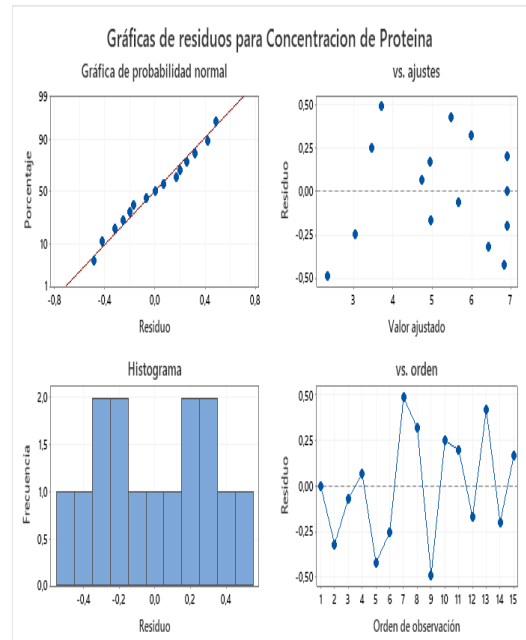 Gráficas de residuos para Concentracion de Proteina
Gráfica de probabilidad normal
99
90
50
10
1
Porcentaje
-0,8
-0,4
0,0
0,4
0,8
Residuo
vs. ajustes
0,50
0,25
0,00
-0,25
-0,50
Residuo
3
4
5
6
7
Valor ajustado
Histograma
2,0
1,5
1,0
0,5
0,0
Frecuencia
-0,4
-0,2
0,0
0,2
0,4
Residuo
vs. orden
0,50
0,25
0,00
-0,25
-0,50
Residuo
1 2 3 4 5 6 7 8 9 10 11 12 13 14 15
Orden de observación